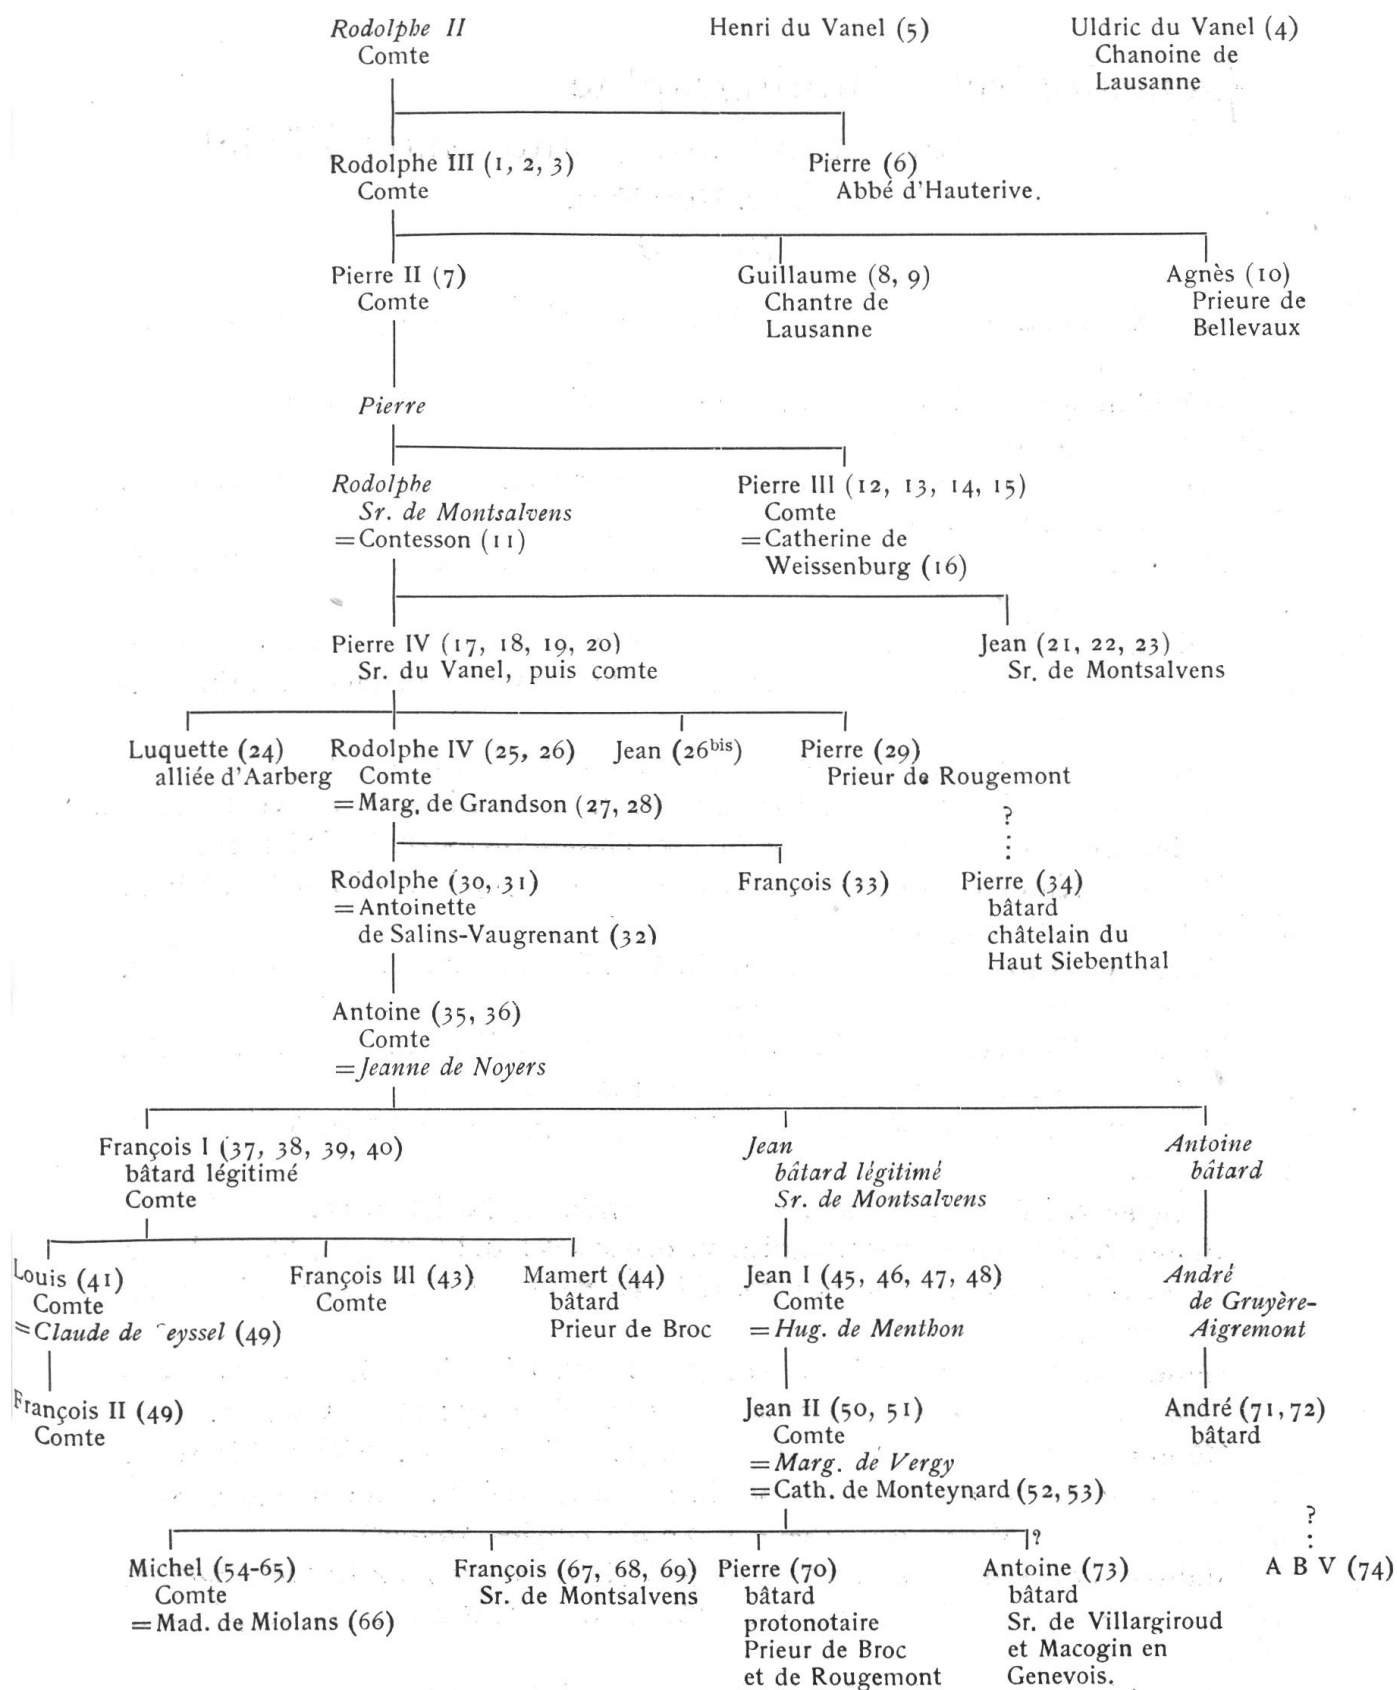 Rodolphe II
Comte
Henri du Vanel (5)
Uldric du Vanel (4)
Chanoine de
Lausanne
Rodolphe III (1, 2, 3)
Comte
Pierre (6)
Abbé d'Hauterive.
Pierre II (7)
Comte
Guillaume (8, 9)
Chantre de
Lausanne
Agnès (10)
Prieure de
Bellevaux
Pierre
Rodolphe
Sr. de Montsalvens
=Contesson (11)
Pierre III (12, 13, 14, 15)
Comte
=Catherine de
Weissenburg (16)
Pierre IV (17, 18, 19, 20)
Sr. du Vanel, puis comte
Jean (21, 22, 23)
Sr. de Montsalvens
Luquette (24)
alliée d'Aarberg
Rodolphe IV (25, 26)
Comte
=Marg. de Grandson (27, 28)
Jean (26bis)
Pierre (29)
Prieur de Rougemont
?
Rodolphe (30, 31)
=Antoinette
de Salins-Vaugrenant (32)
François (33)
Pierre (34)
bâtard
châtelain du
Haut Siebenthal
Antoine (35, 36)
Comte
=Jeanne de Noyers
François I (37, 38, 39, 40)
bâtard légitimé
Comte
Jean
bâtard légitimé
Sr. de Montsalvens
Antoine
bâtard
Louis (41)
Comte
=Claude de eyssel (49)
François III (43)
Comte
Mamert (44)
bâtard
Prieur de Broc
Jean I (45, 46, 47, 48)
Comte
=Hug. de Menthon
André
de Gruyère-
Aigremont
François II (49)
Comte
Jean II (50, 51)
Comte
=Marg. de Vergy
=Cath. de Monteynard (52, 53)
André (71, 72)
bâtard
?
?
Michel (54-65)
Comte
=Mad. de Miolans (66)
François (67, 68, 69)
Sr. de Montsalvens
Pierre (70)
bâtard
protonotaire
Prieur de Broc
et de Rougemont
Antoine (73)
bâtard
Sr. de Villargiroud
et Macogin en
Genevois.
A B V (74)